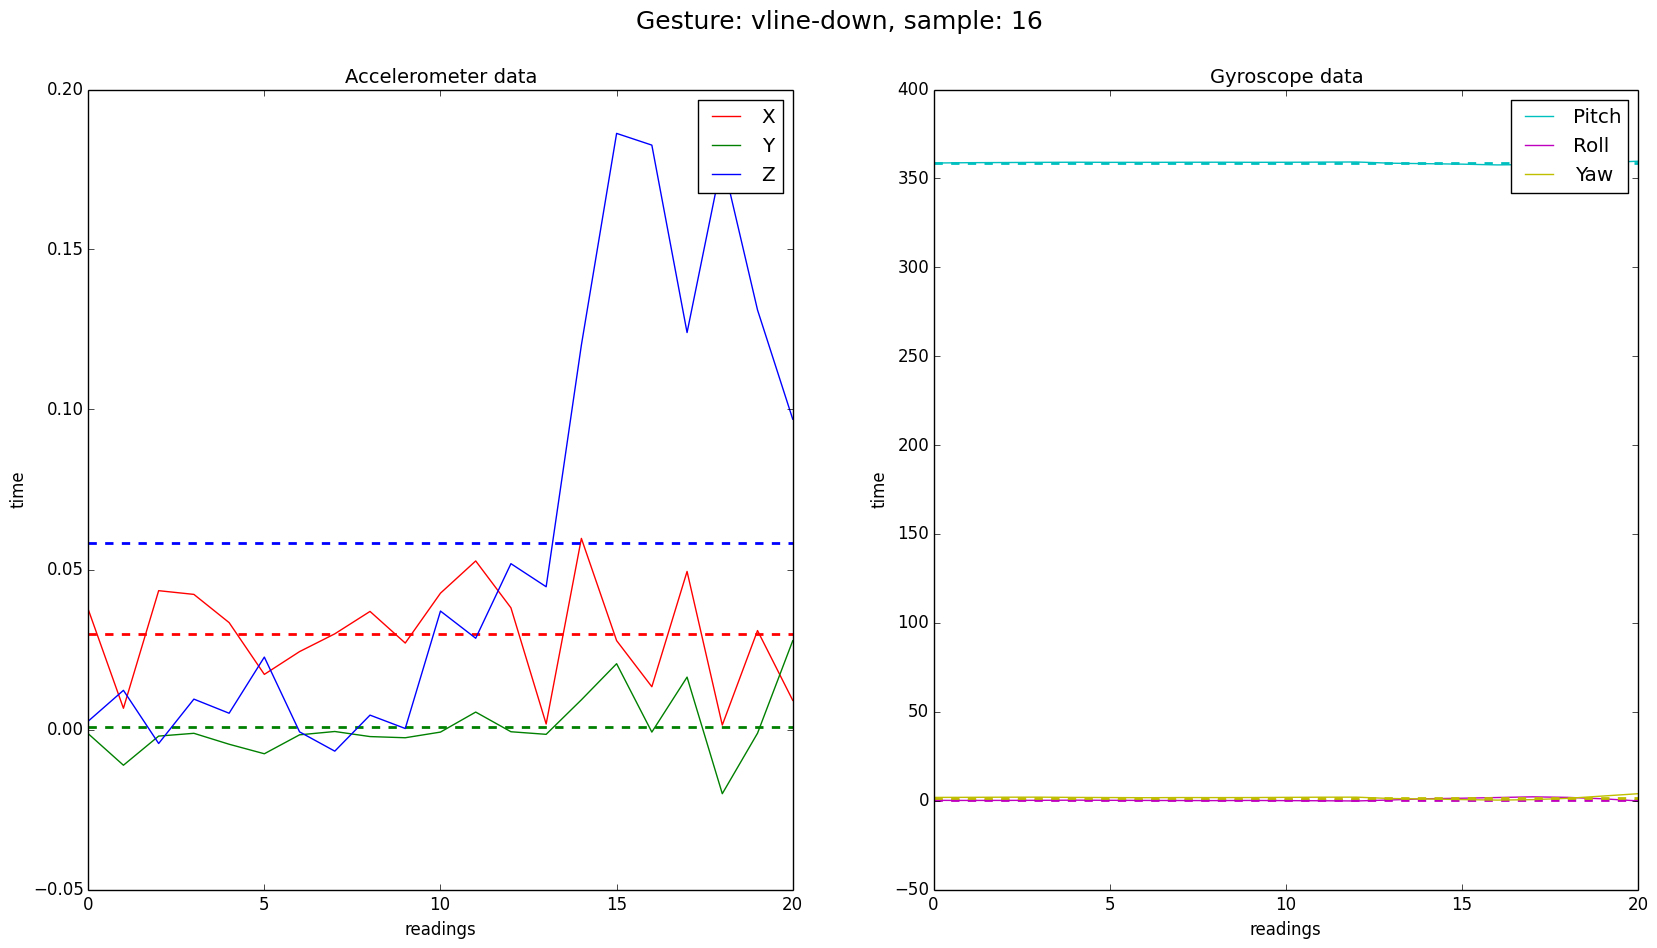 Gesture: vline-down, sample: 16
Accelerometer data
0.20
0.15
0.10
0.05
0.00
−0.05
time
0 5 10 15 20
readings
X
Y
Z
Gyroscope data
400
350
300
250
200
150
100
50
0
−50
time
0 5 10 15 20
readings
Pitch
Roll
Yaw